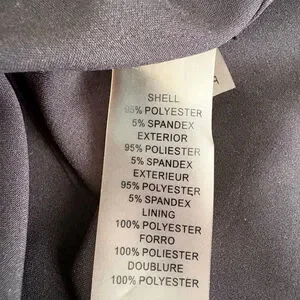 SHELL
95% POLYESTER
5% SPANDEX
EXTERIOR
95% POLIESTER
5% SPANDEX
EXTERIEUR
95% POLYESTER
5% SPANDEX
LINING
100% POLYESTER
FORRO
100% POLIESTER
DOUBLURE
100% POLYESTER